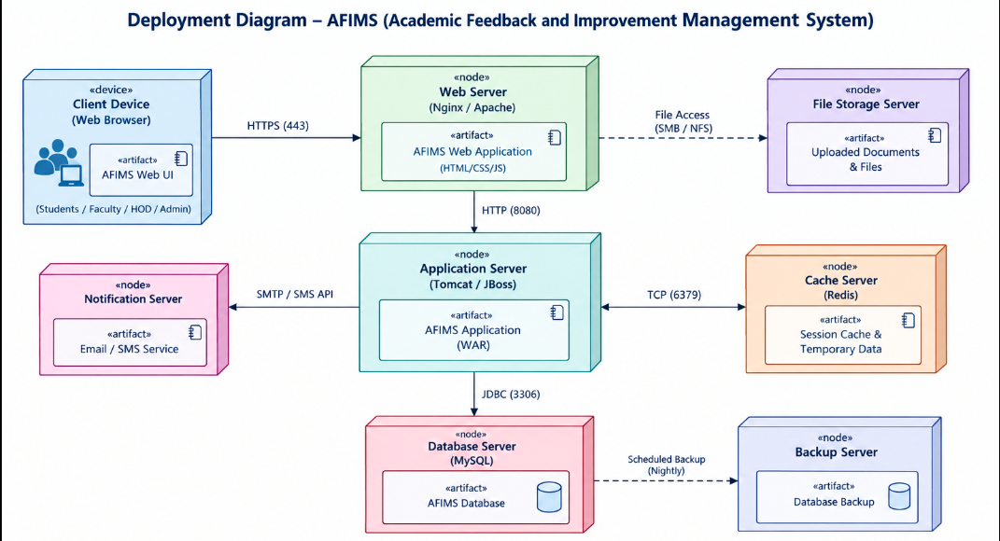 Deployment Diagram – AFIMS (Academic Feedback and Improvement Management System)
«device»
Client Device
(Web Browser)
«artifact»
AFIMS Web UI
(Students / Faculty / HOD / Admin)
HTTPS (443)
«node»
Web Server
(Nginx / Apache)
«artifact»
AFIMS Web Application
(HTML/CSS/JS)
File Access
(SMB / NFS)
«node»
File Storage Server
«artifact»
Uploaded Documents
& Files
HTTP (8080)
«node»
Notification Server
«artifact»
Email / SMS Service
SMTP / SMS API
«node»
Application Server
(Tomcat / JBoss)
«artifact»
AFIMS Application
(WAR)
TCP (6379)
«node»
Cache Server
(Redis)
«artifact»
Session Cache &
Temporary Data
JDBC (3306)
«node»
Database Server
(MySQL)
«artifact»
AFIMS Database
Scheduled Backup
(Nightly)
«node»
Backup Server
«artifact»
Database Backup